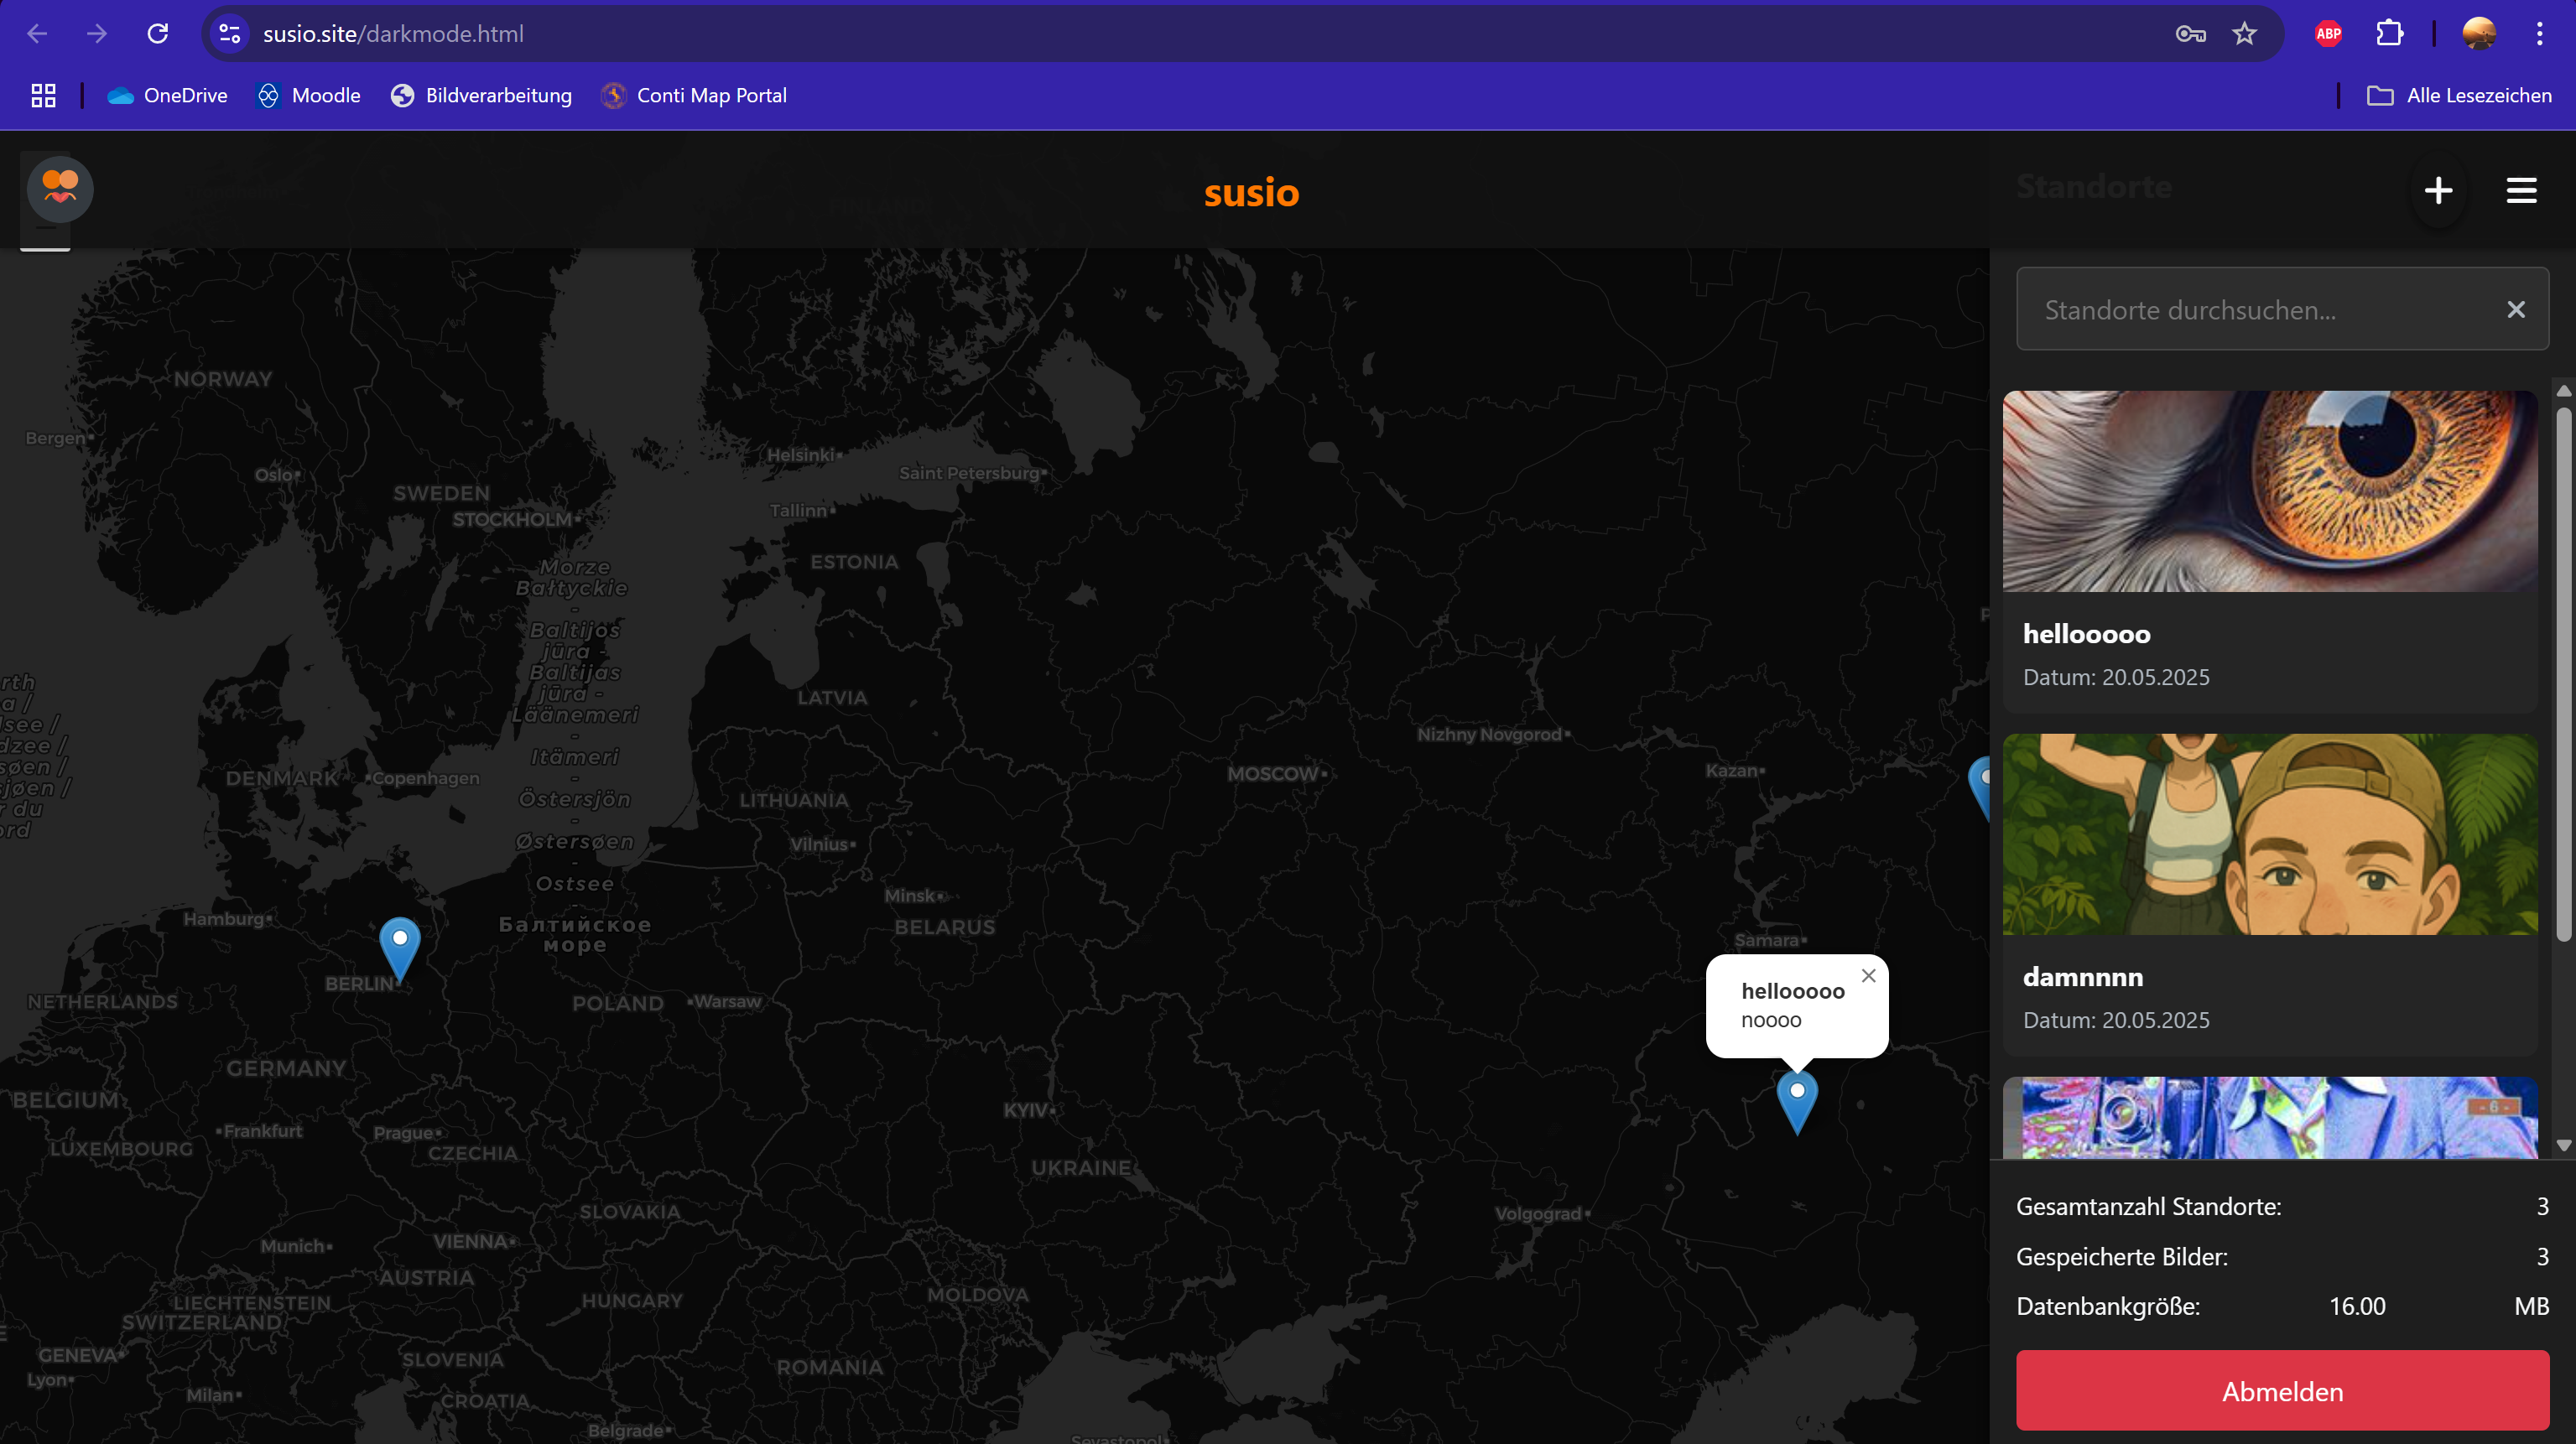 susio.site/darkmode.html
ABP
OneDrive
Moodle
Bildverarbeitung
Conti Map Portal
Alle Lesezeichen
susio
Standorte
Standorte durchsuchen...
NORWAY
Bergen
Oslo
SWEDEN
STOCKHOLM
Helsinki
Saint Petersburg
Tallinn
ESTONIA
Morze
Bałtyckie
-
Baltijos
jūra -
Baltijas
jūra -
Läänemeri
-
Itämeri
-
Östersjön
-
Østersøen
-
Ostsee
-
Балтийское
море
LATVIA
DENMARK
Copenhagen
LITHUANIA
Vilnius
Nizhny Novgorod
MOSCOW
Kazan
Minsk
BELARUS
Hamburg
BERLIN
Samara
NETHERLANDS
POLAND
Warsaw
hellooooo
noooo
GERMANY
BELGIUM
KYIV
Frankfurt
Prague
LUXEMBOURG
CZECHIA
UKRAINE
SLOVAKIA
Volgograd
Munich
VIENNA
AUSTRIA
LIECHTENSTEIN
SWITZERLAND
HUNGARY
MOLDOVA
GENEVA
SLOVENIA
ROMANIA
Lyon
Milan
CROATIA
Belgrade
Sevastopol
hellooooo
Datum: 20.05.2025
damnnnn
Datum: 20.05.2025
- 6 -
Gesamtanzahl Standorte: 3
Gespeicherte Bilder: 3
Datenbankgröße: 16.00 MB
Abmelden